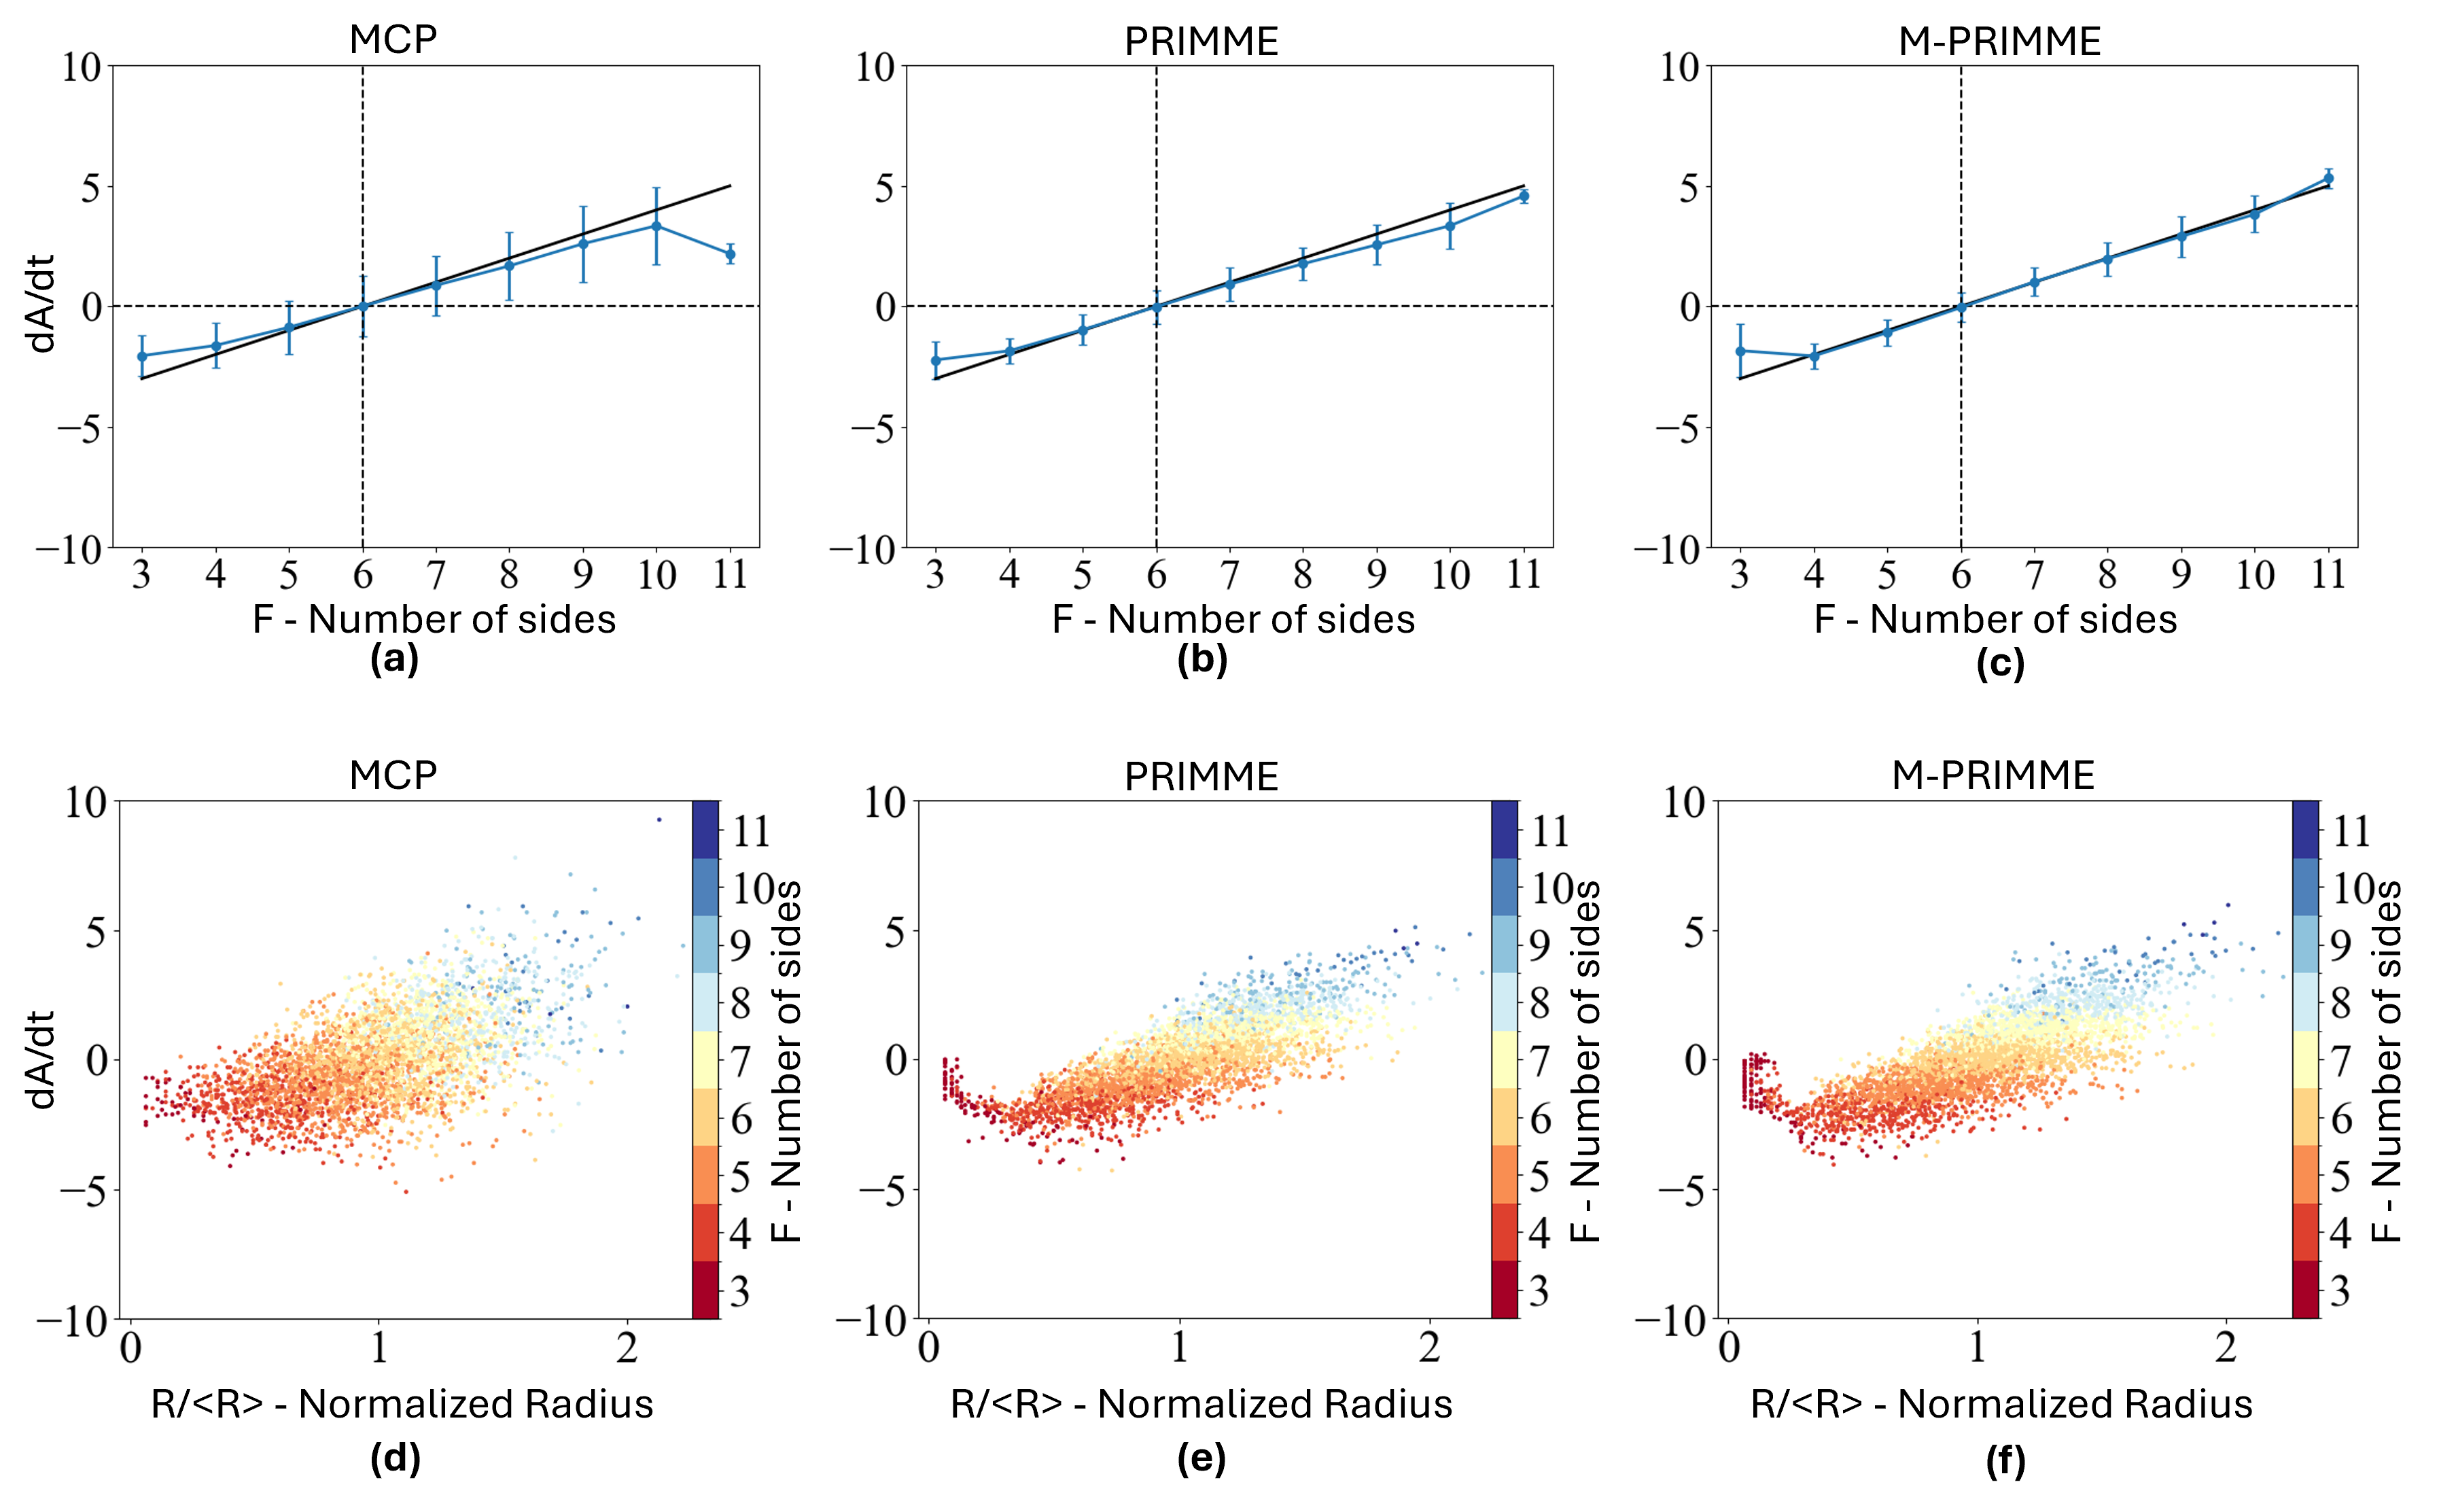 MCP
10
5
0
−5
−10
dA/dt
3 4 5 6 7 8 9 10 11
F - Number of sides
(a)
PRIMME
10
5
0
−5
−10
3 4 5 6 7 8 9 10 11
F - Number of sides
(b)
M-PRIMME
10
5
0
−5
−10
3 4 5 6 7 8 9 10 11
F - Number of sides
(c)
MCP
10
5
0
−5
−10
dA/dt
0 1 2
R/<R> - Normalized Radius
11
10
9
8
7
6
5
4
3
F - Number of sides
(d)
PRIMME
10
5
0
−5
−10
0 1 2
R/<R> - Normalized Radius
11
10
9
8
7
6
5
4
3
F - Number of sides
(e)
M-PRIMME
10
5
0
−5
−10
0 1 2
R/<R> - Normalized Radius
11
10
9
8
7
6
5
4
3
F - Number of sides
(f)